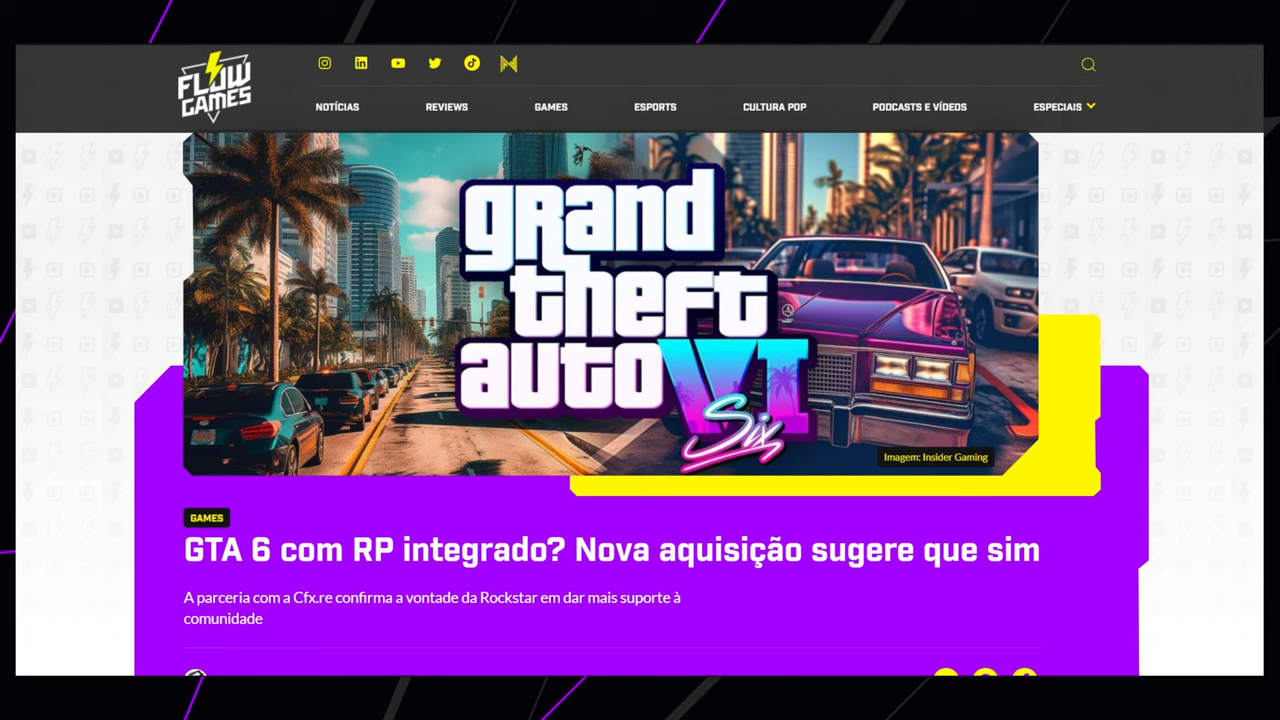 FLOW
GAMES
NOTÍCIAS
REVIEWS
GAMES
ESPORTS
CULTURA POP
PODCASTS E VÍDEOS
ESPECIAIS
grand
theft
auto VI
Six
Imagem: Insider Gaming
GAMES
GTA 6 com RP integrado? Nova aquisição sugere que sim
A parceria com a Cfx.re confirma a vontade da Rockstar em dar mais suporte à
comunidade